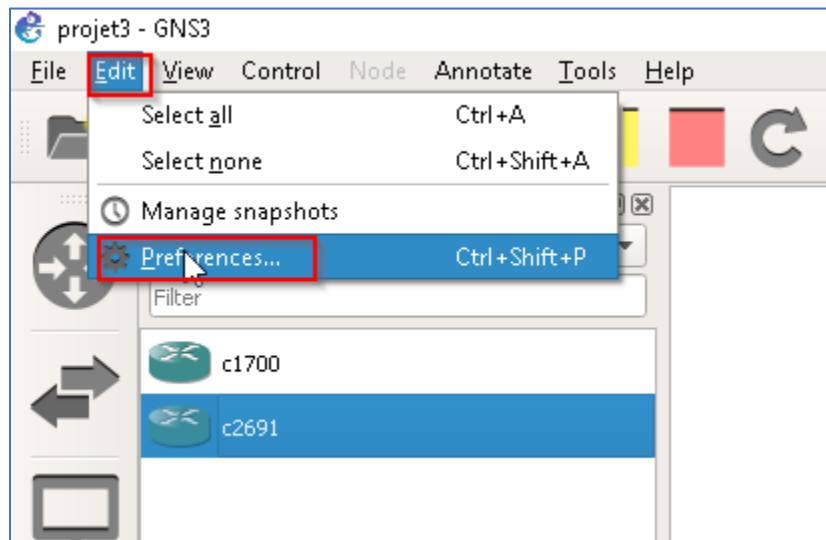 projet3 - GNS3
File Edit View Control Node Annotate Tools Help
Select all Ctrl+A
Select none Ctrl+Shift+A
Manage snapshots
Preferences... Ctrl+Shift+P
Filter
c1700
c2691